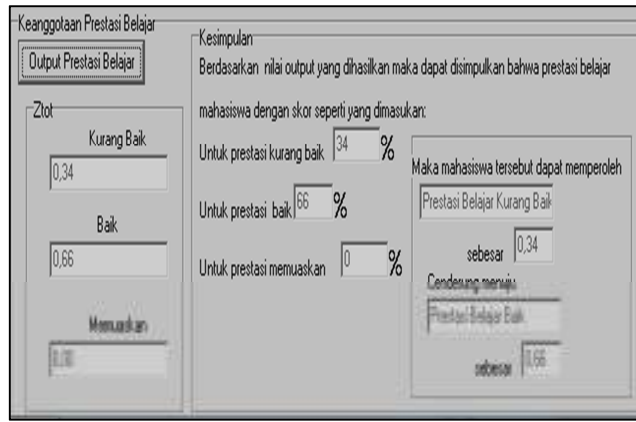 Keanggotaan Prestasi Belajar
Output Prestasi Belajar
Ztot
Kurang Baik
0,34
Baik
0,66
Memuaskan
0,00
Kesimpulan
Berdasarkan nilai output yang dihasilkan maka dapat disimpulkan bahwa prestasi belajar
mahasiswa dengan skor seperti yang dimasukan:
Untuk prestasi kurang baik 34 %
Untuk prestasi baik 66 %
Untuk prestasi memuaskan 0 %
Maka mahasiswa tersebut dapat memperoleh
Prestasi Belajar Kurang Baik
sebesar 0,34
Cenderung menuju
Prestasi Belajar Baik
sebesar 0,66